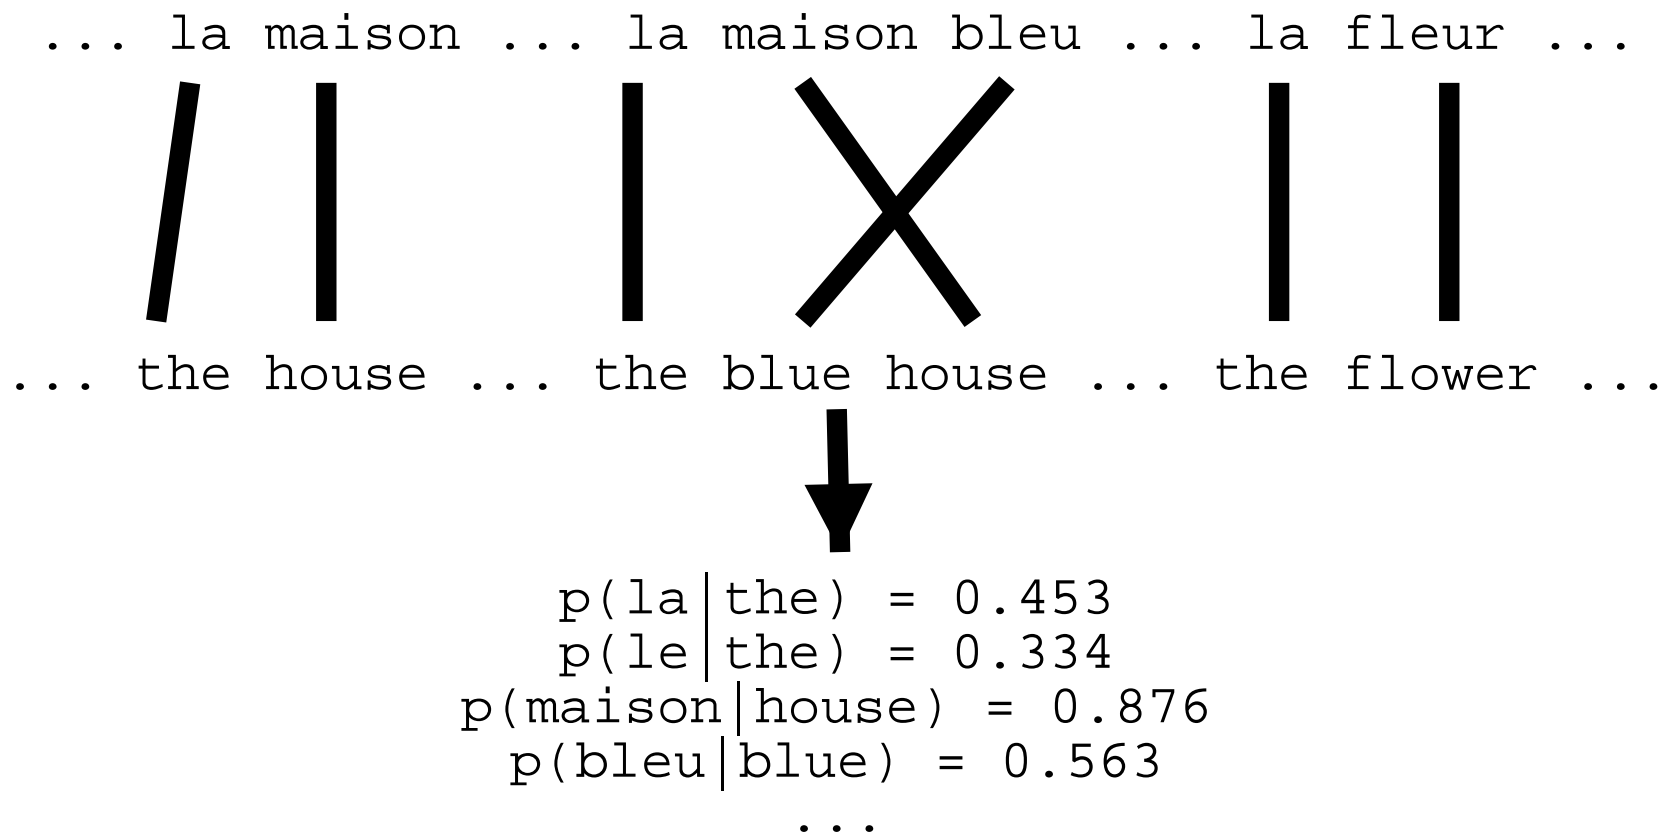 ... la maison ... la maison bleu ... la fleur ...
... the house ... the blue house ... the flower ...
p(la|the) = 0.453
p(le|the) = 0.334
p(maison|house) = 0.876
p(bleu|blue) = 0.563
...